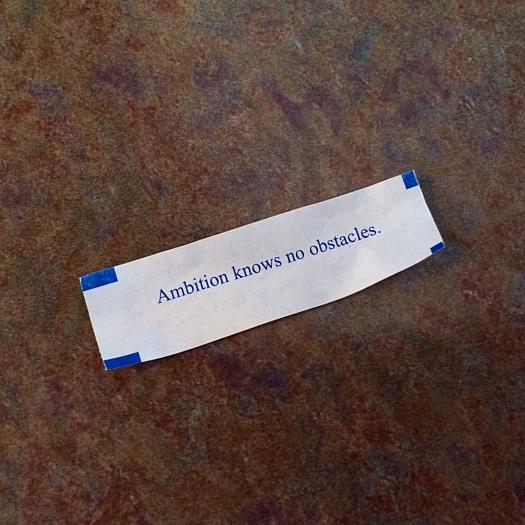 Ambition knows no obstacles.